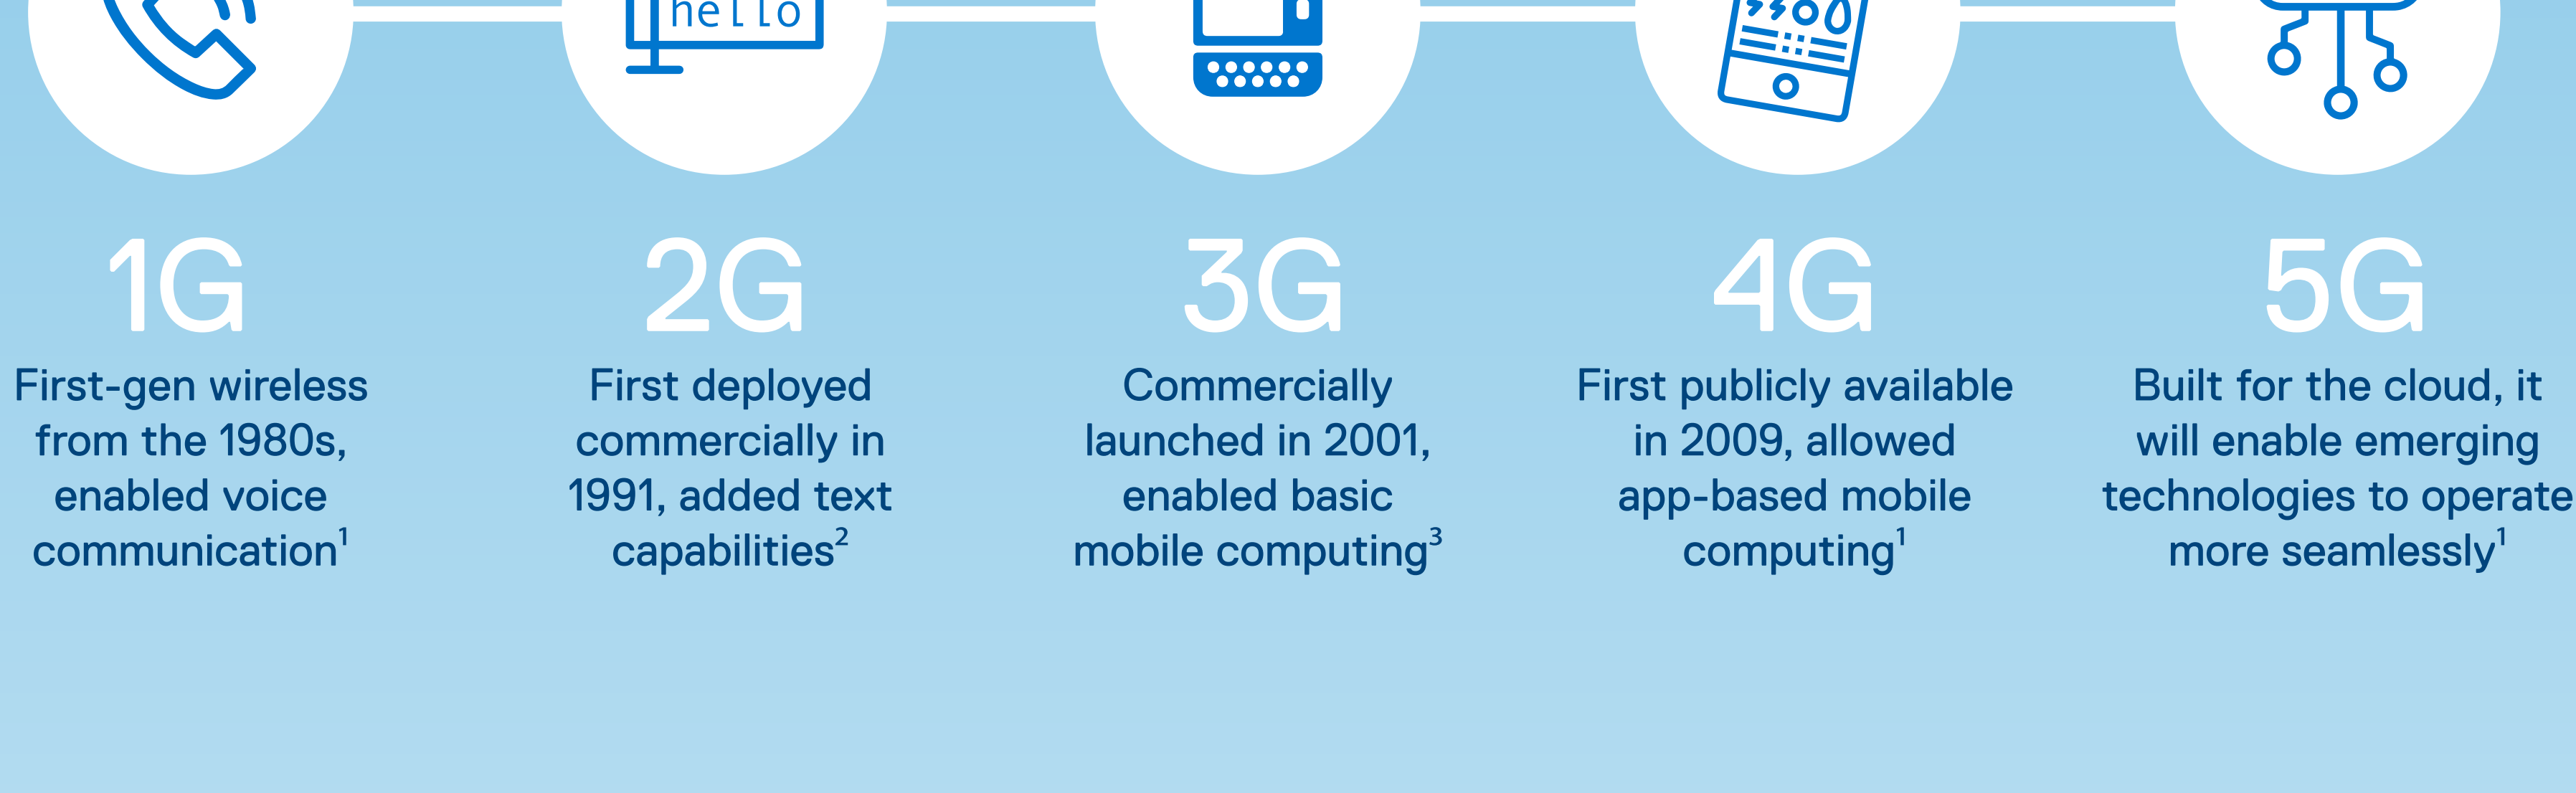 hello
1G
First-gen wireless
from the 1980s,
enabled voice
communication¹
2G
First deployed
commercially in
1991, added text
capabilities²
3G
Commercially
launched in 2001,
enabled basic
mobile computing³
4G
First publicly available
in 2009, allowed
app-based mobile
computing¹
5G
Built for the cloud, it
will enable emerging
technologies to operate
more seamlessly¹